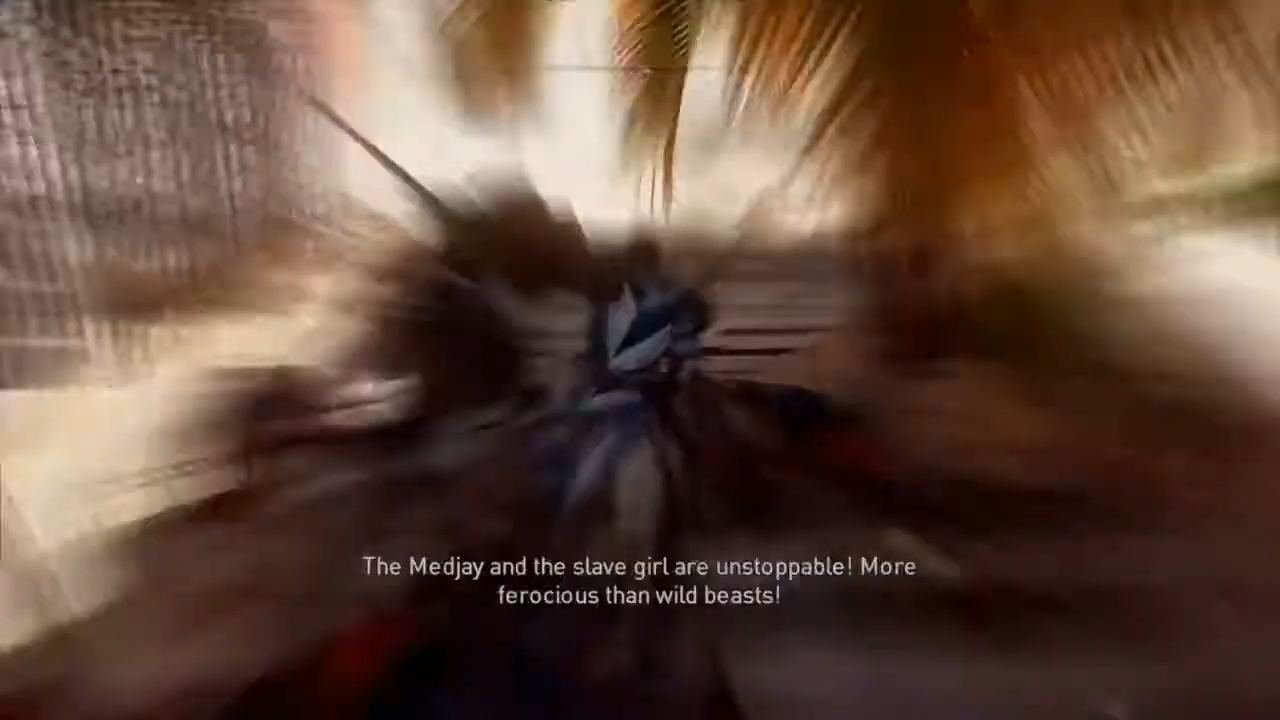 The Medjay and the slave girl are unstoppable! More
ferocious than wild beasts!